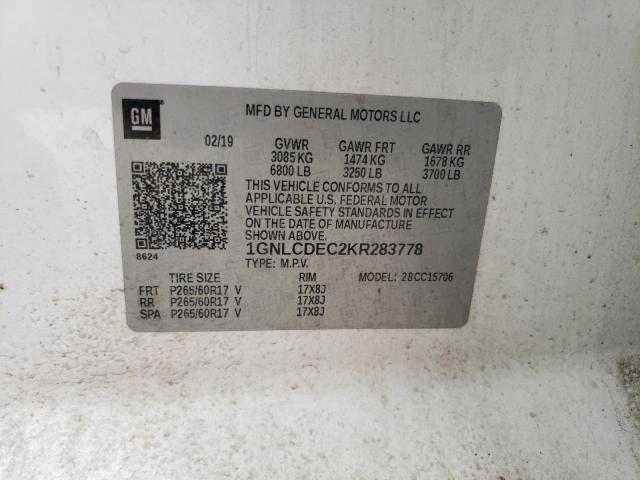 GM
MFD BY GENERAL MOTORS LLC
02/19 GVWR GAWR FRT GAWR RR
3085 KG 1474 KG 1678 KG
6800 LB 3250 LB 3700 LB
THIS VEHICLE CONFORMS TO ALL
APPLICABLE U.S. FEDERAL MOTOR
VEHICLE SAFETY STANDARDS IN EFFECT
ON THE DATE OF MANUFACTURE
SHOWN ABOVE.
8624 1GNLCDEC2KR283778
TYPE: M.P.V.
TIRE SIZE RIM MODEL: 28CC15706
FRT P265/60R17 V 17X8J
RR P265/60R17 V 17X8J
SPA P265/60R17 V 17X8J